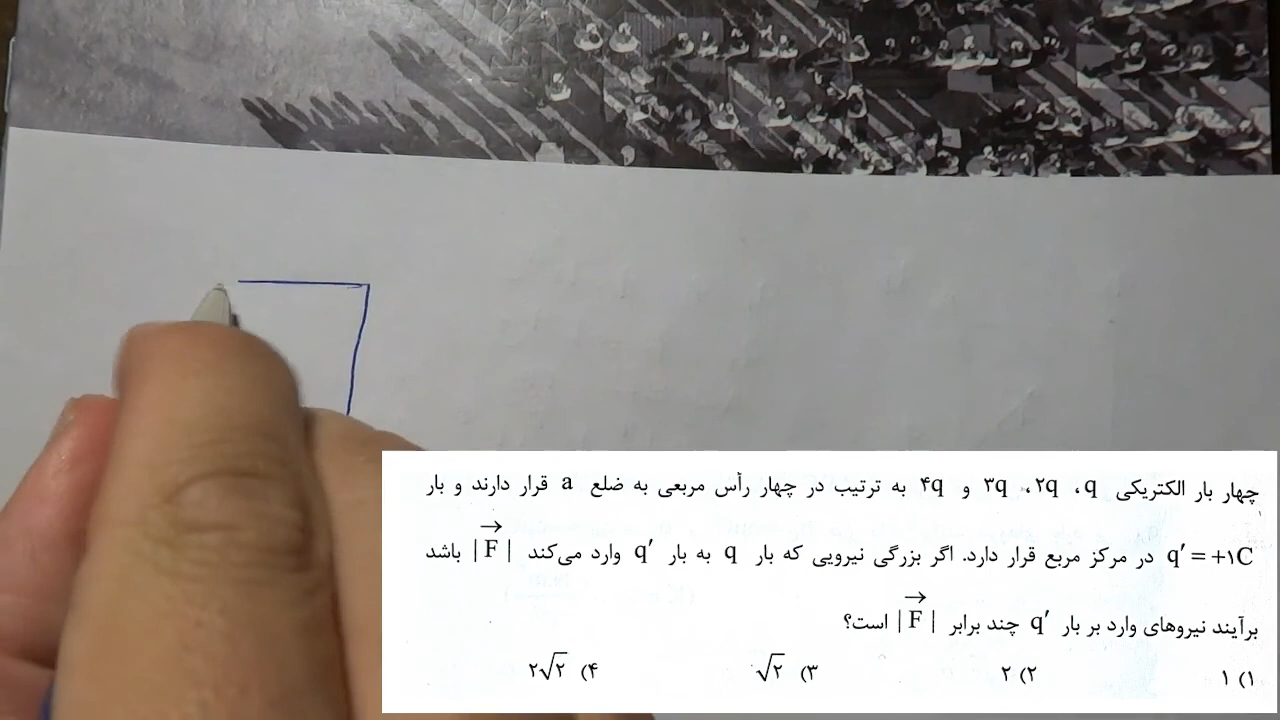 چهار بار الکتریکی q، ۲q، ۳q و ۴q به ترتیب در چهار رأس مربعی به ضلع a قرار دارند و بار
q′ = +۱C در مرکز مربع قرار دارد. اگر بزرگی نیرویی که بار q به بار q′ وارد می‌کند |F⃗| باشد
برآیند نیروهای وارد بر بار q′ چند برابر |F⃗| است؟
۱) ۱ ۲) ۲ ۳) √۲ ۴) ۲√۲